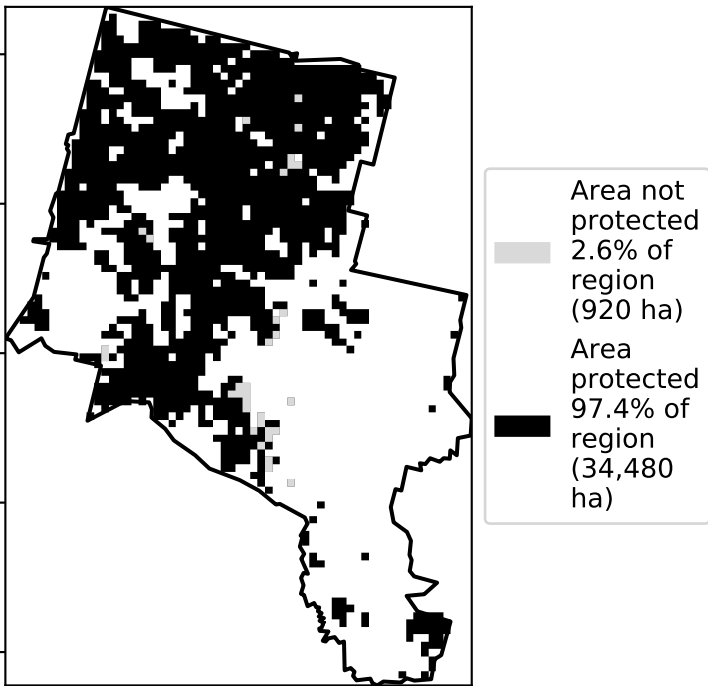 Area not
protected
2.6% of
region
(920 ha)
Area
protected
97.4% of
region
(34,480
ha)